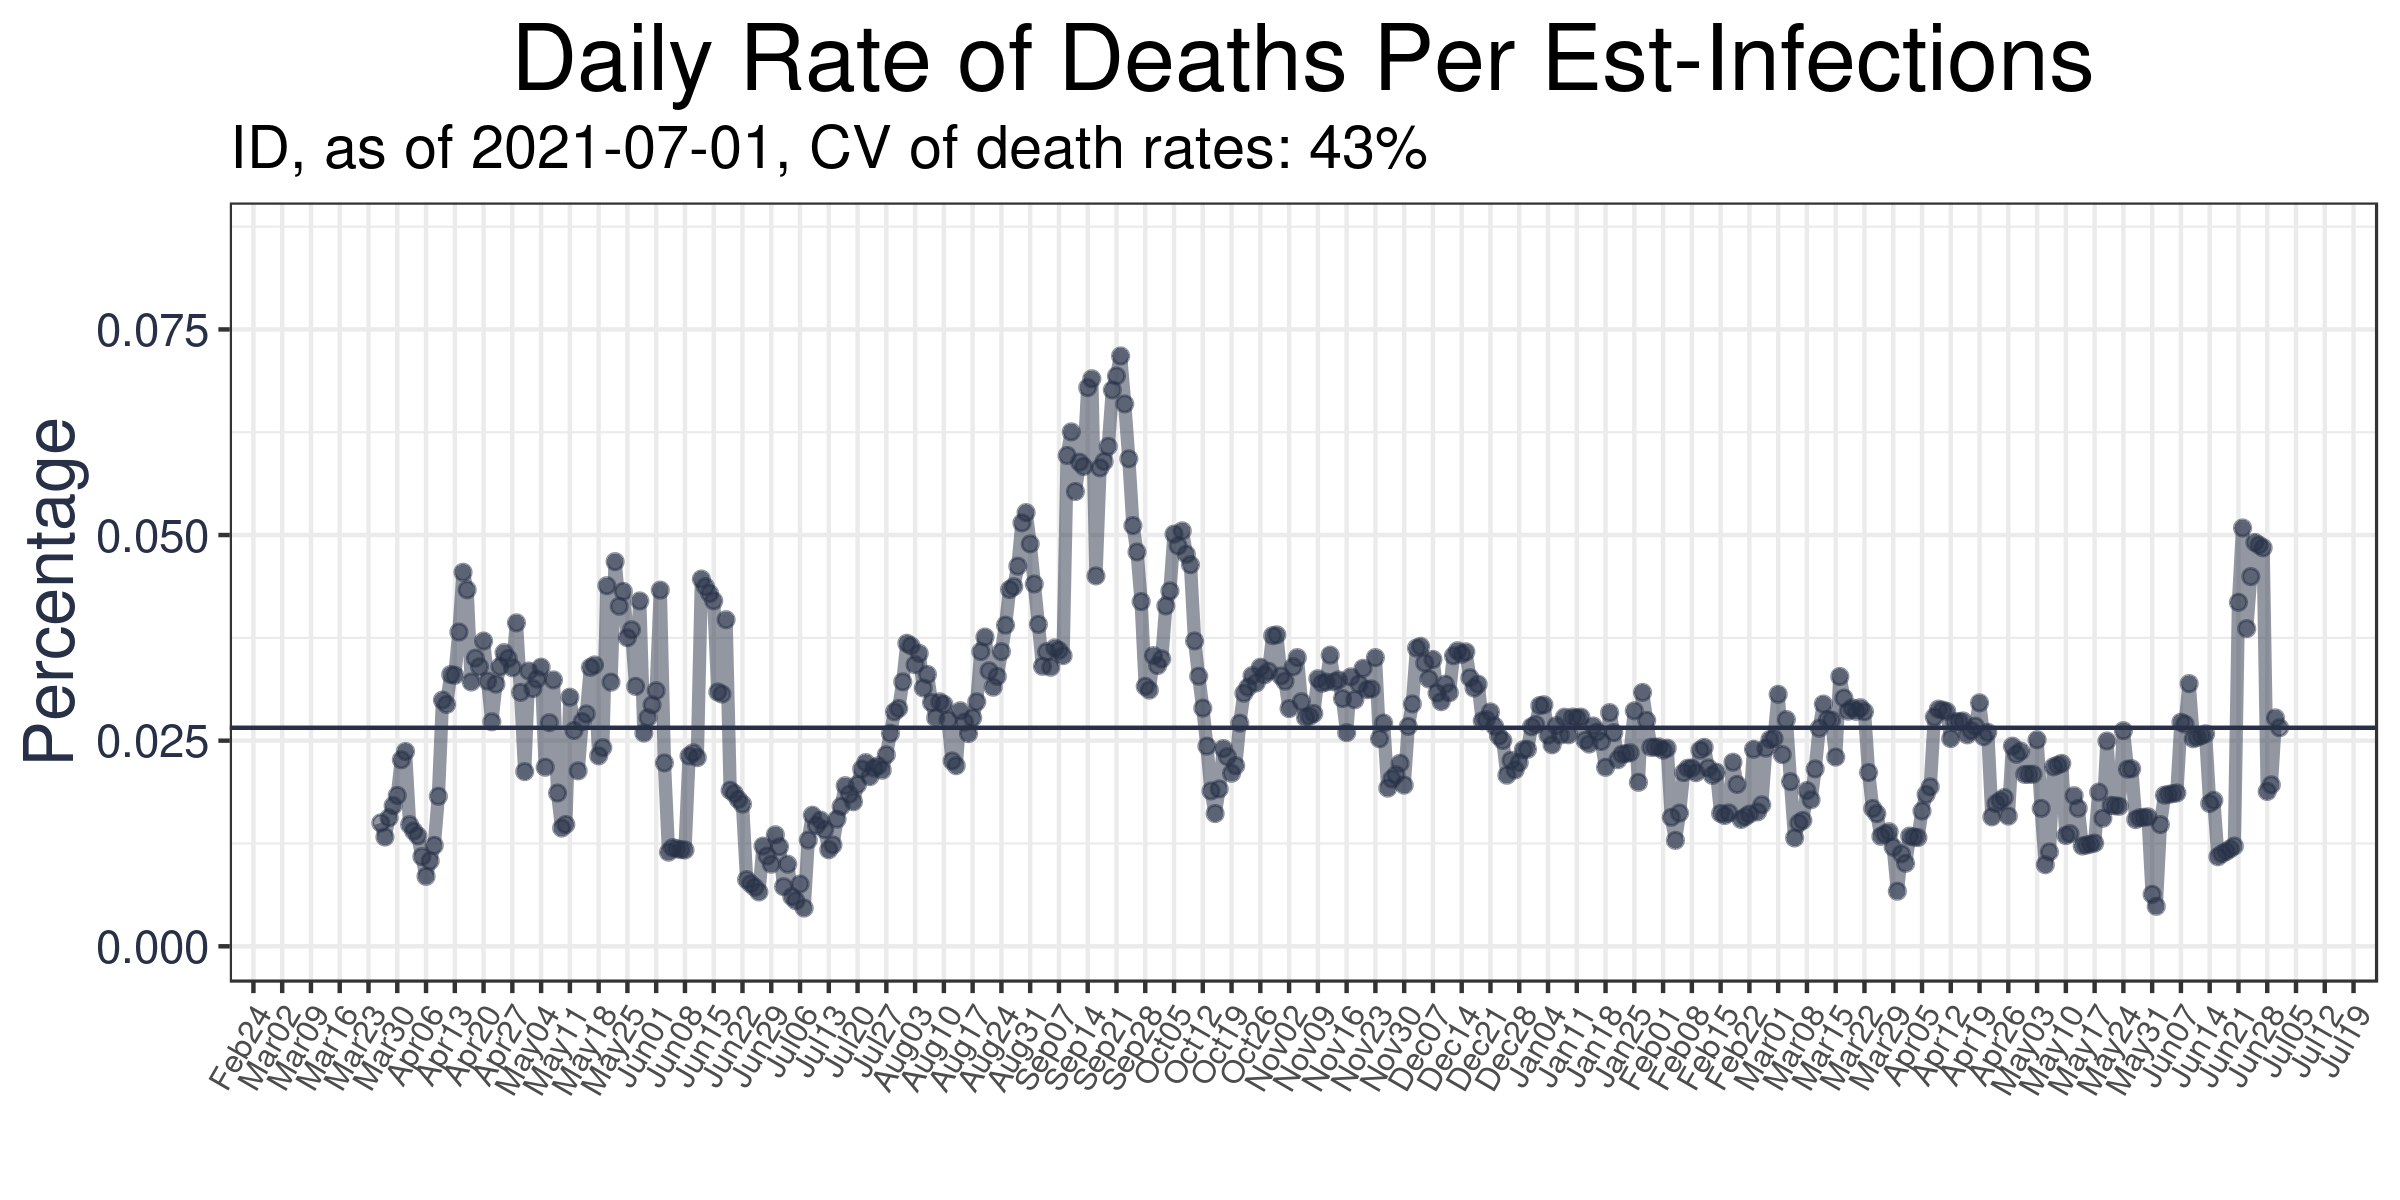 Daily Rate of Deaths Per Est-Infections
ID, as of 2021-07-01, CV of death rates: 43%
Percentage
0.075
0.050
0.025
0.000
Feb24
Mar02
Mar09
Mar16
Mar23
Mar30
Apr06
Apr13
Apr20
Apr27
May04
May11
May18
May25
Jun01
Jun08
Jun15
Jun22
Jun29
Jul06
Jul13
Jul20
Jul27
Aug03
Aug10
Aug17
Aug24
Aug31
Sep07
Sep14
Sep21
Sep28
Oct05
Oct12
Oct19
Oct26
Nov02
Nov09
Nov16
Nov23
Nov30
Dec07
Dec14
Dec21
Dec28
Jan04
Jan11
Jan18
Jan25
Feb01
Feb08
Feb15
Feb22
Mar01
Mar08
Mar15
Mar22
Mar29
Apr05
Apr12
Apr19
Apr26
May03
May10
May17
May24
May31
Jun07
Jun14
Jun21
Jun28
Jul05
Jul12
Jul19